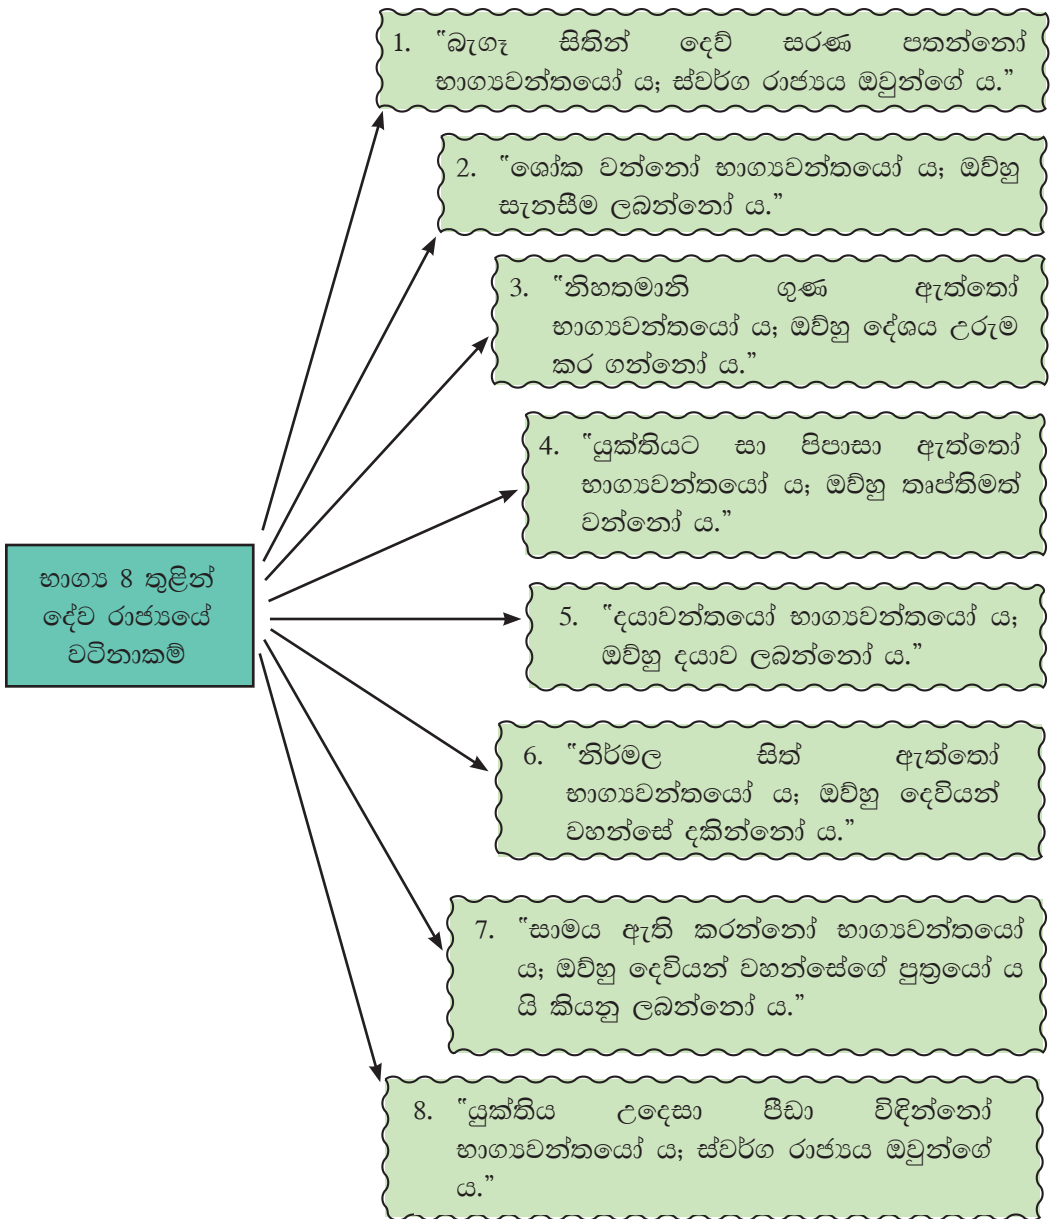 1. “බැගෑ සිතින් දෙව් සරණ පතන්නෝ
භාග්‍යවන්තයෝ ය; ස්වර්ග රාජ්‍යය ඔවුන්ගේ ය.”
2. “ශෝක වන්නෝ භාග්‍යවන්තයෝ ය; ඔව්හු
සැනසීම ලබන්නෝ ය.”
3. “නිහතමානි ගුණ ඇත්තෝ
භාග්‍යවන්තයෝ ය; ඔව්හු දේශය උරුම
කර ගන්නෝ ය.”
4. “යුක්තියට සා පිපාසා ඇත්තෝ
භාග්‍යවන්තයෝ ය; ඔව්හු තෘප්තිමත්
වන්නෝ ය.”
භාග්‍ය 8 තුළින්
දේව රාජ්‍යයේ
වටිනාකම්
5. “දයාවන්තයෝ භාග්‍යවන්තයෝ ය;
ඔව්හු දයාව ලබන්නෝ ය.”
6. “නිර්මල සිත් ඇත්තෝ
භාග්‍යවන්තයෝ ය; ඔව්හු දෙවියන්
වහන්සේ දකින්නෝ ය.”
7. “සාමය ඇති කරන්නෝ භාග්‍යවන්තයෝ
ය; ඔව්හු දෙවියන් වහන්සේගේ පුත්‍රයෝ ය
යි කියනු ලබන්නෝ ය.”
8. “යුක්තිය උදෙසා පීඩා විඳින්නෝ
භාග්‍යවන්තයෝ ය; ස්වර්ග රාජ්‍යය ඔවුන්ගේ
ය.”